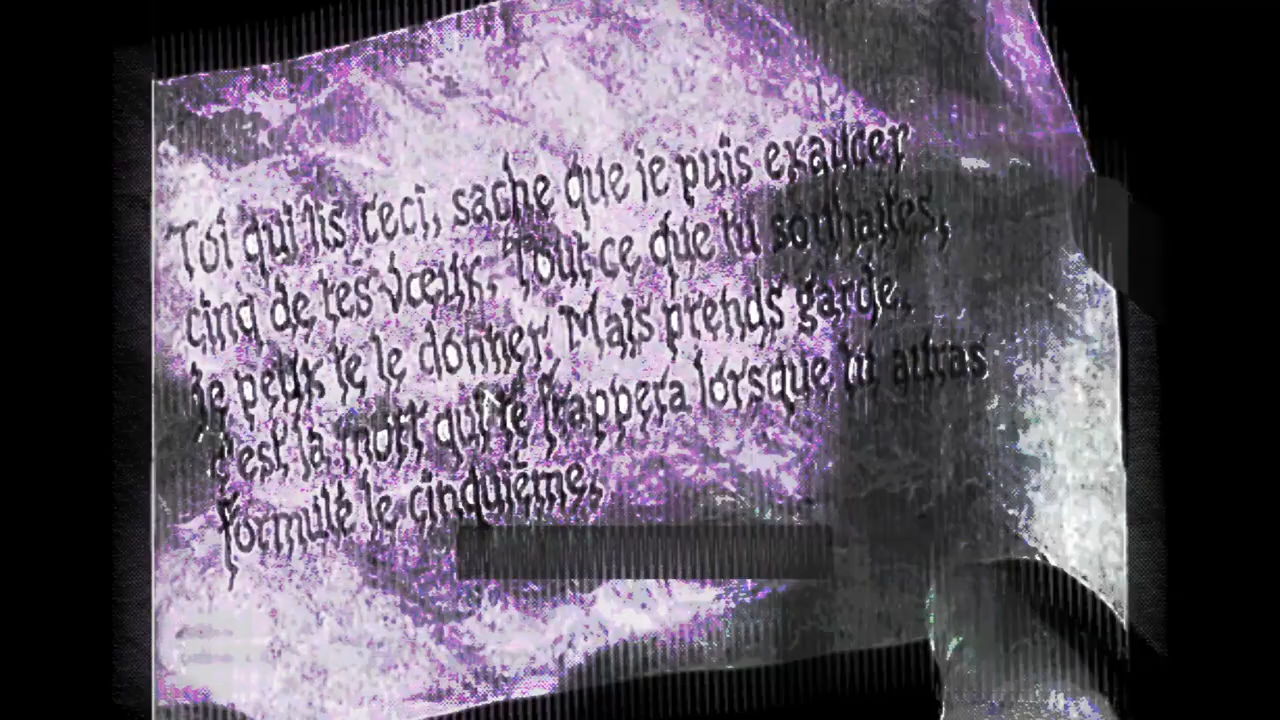 Toi qui lis ceci, sache que je puis exaucer
cinq de tes vœux. Tout ce que tu souhaites,
je peux te le donner. Mais prends garde,
c'est la mort qui te frappera lorsque tu auras
formulé le cinquième.